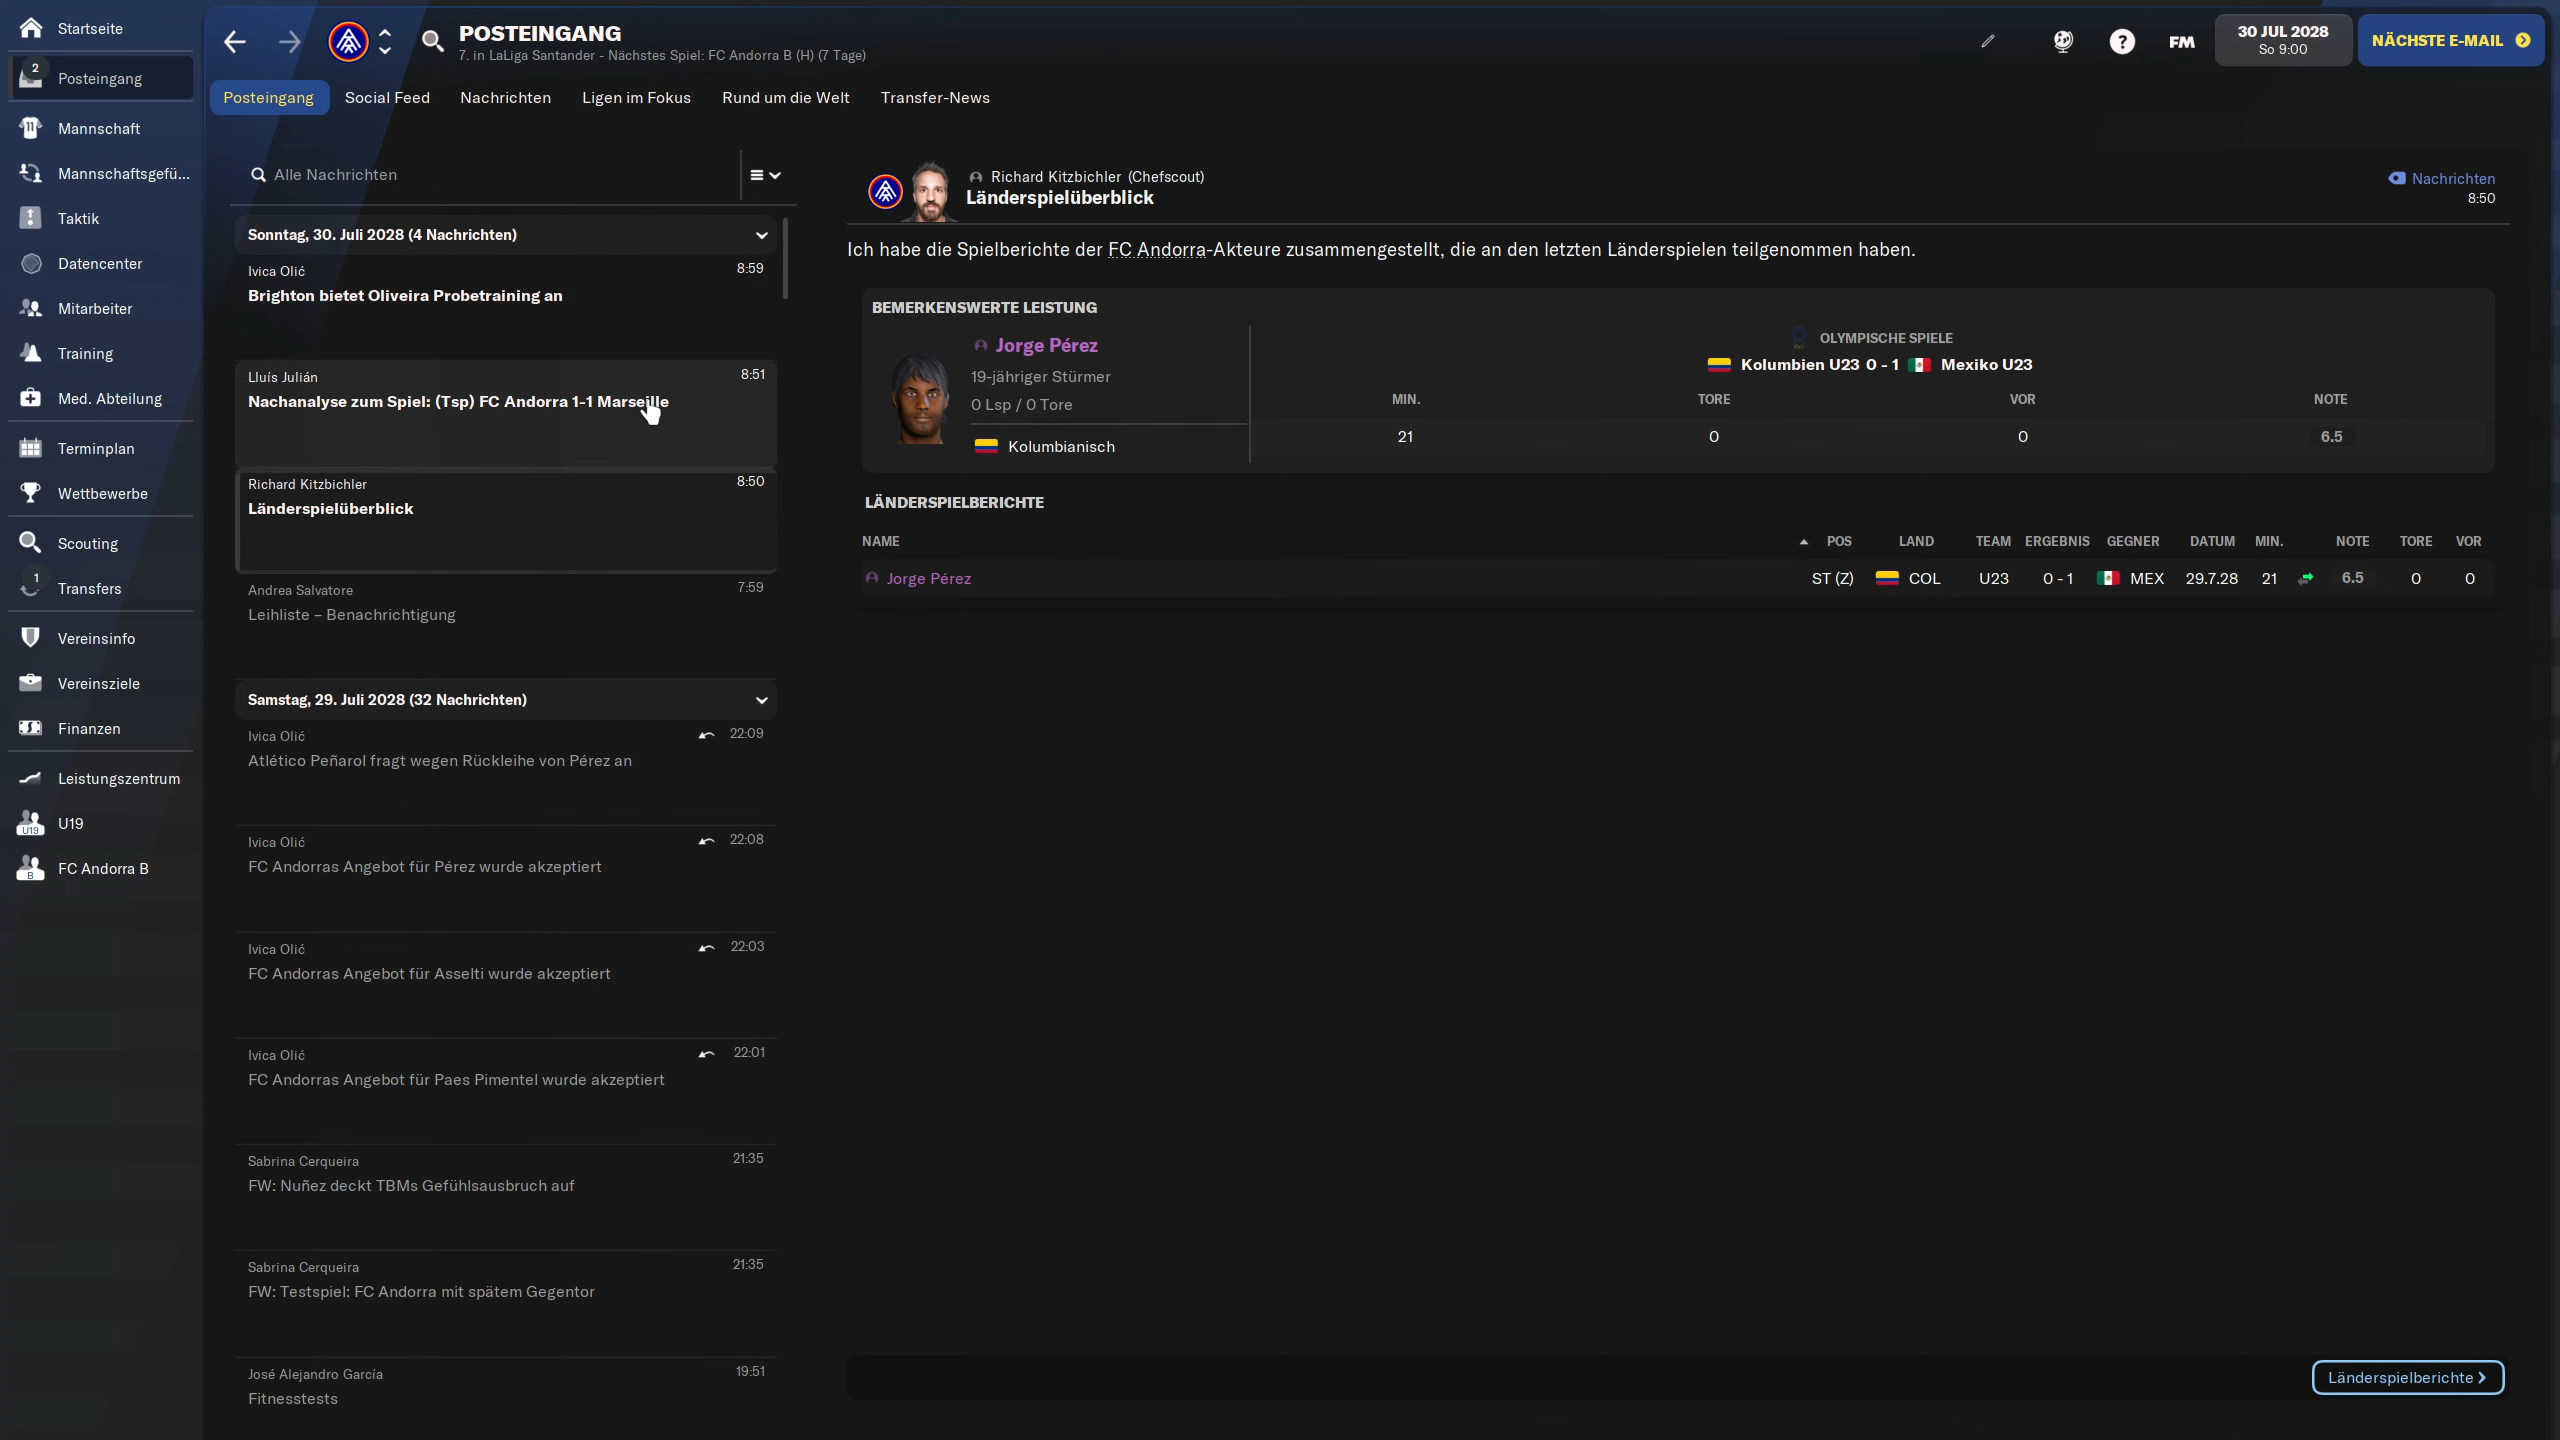 Startseite
2
Posteingang
Mannschaft
Mannschaftsgefü...
Taktik
Datencenter
Mitarbeiter
Training
Med. Abteilung
Terminplan
Wettbewerbe
Scouting
1
Transfers
Vereinsinfo
Vereinsziele
Finanzen
Leistungszentrum
U19
U19
B
FC Andorra B
POSTEINGANG
7. in LaLiga Santander - Nächstes Spiel: FC Andorra B (H) (7 Tage)
?
FM
30 JUL 2028
So 9:00
NÄCHSTE E-MAIL
Posteingang Social Feed Nachrichten Ligen im Fokus Rund um die Welt Transfer-News
Alle Nachrichten
Sonntag, 30. Juli 2028 (4 Nachrichten)
Ivica Olić 8:59
Brighton bietet Oliveira Probetraining an
Lluís Julián 8:51
Nachanalyse zum Spiel: (Tsp) FC Andorra 1-1 Marseille
Richard Kitzbichler 8:50
Länderspielüberblick
Andrea Salvatore 7:59
Leihliste – Benachrichtigung
Samstag, 29. Juli 2028 (32 Nachrichten)
Ivica Olić 22:09
Atlético Peñarol fragt wegen Rückleihe von Pérez an
Ivica Olić 22:08
FC Andorras Angebot für Pérez wurde akzeptiert
Ivica Olić 22:03
FC Andorras Angebot für Asselti wurde akzeptiert
Ivica Olić 22:01
FC Andorras Angebot für Paes Pimentel wurde akzeptiert
Sabrina Cerqueira 21:35
FW: Nuñez deckt TBMs Gefühlsausbruch auf
Sabrina Cerqueira 21:35
FW: Testspiel: FC Andorra mit spätem Gegentor
José Alejandro García 19:51
Fitnesstests
Richard Kitzbichler (Chefscout)
Länderspielüberblick
Nachrichten
8:50
Ich habe die Spielberichte der FC Andorra-Akteure zusammengestellt, die an den letzten Länderspielen teilgenommen haben.
BEMERKENSWERTE LEISTUNG
Jorge Pérez
19-jähriger Stürmer
0 Lsp / 0 Tore
Kolumbianisch
OLYMPISCHE SPIELE
Kolumbien U23 0 - 1 Mexiko U23
MIN. TORE VOR NOTE
21 0 0 6.5
LÄNDERSPIELBERICHTE
NAME POS LAND TEAM ERGEBNIS GEGNER DATUM MIN. NOTE TORE VOR
Jorge Pérez ST (Z) COL U23 0 - 1 MEX 29.7.28 21 6.5 0 0
Länderspielberichte